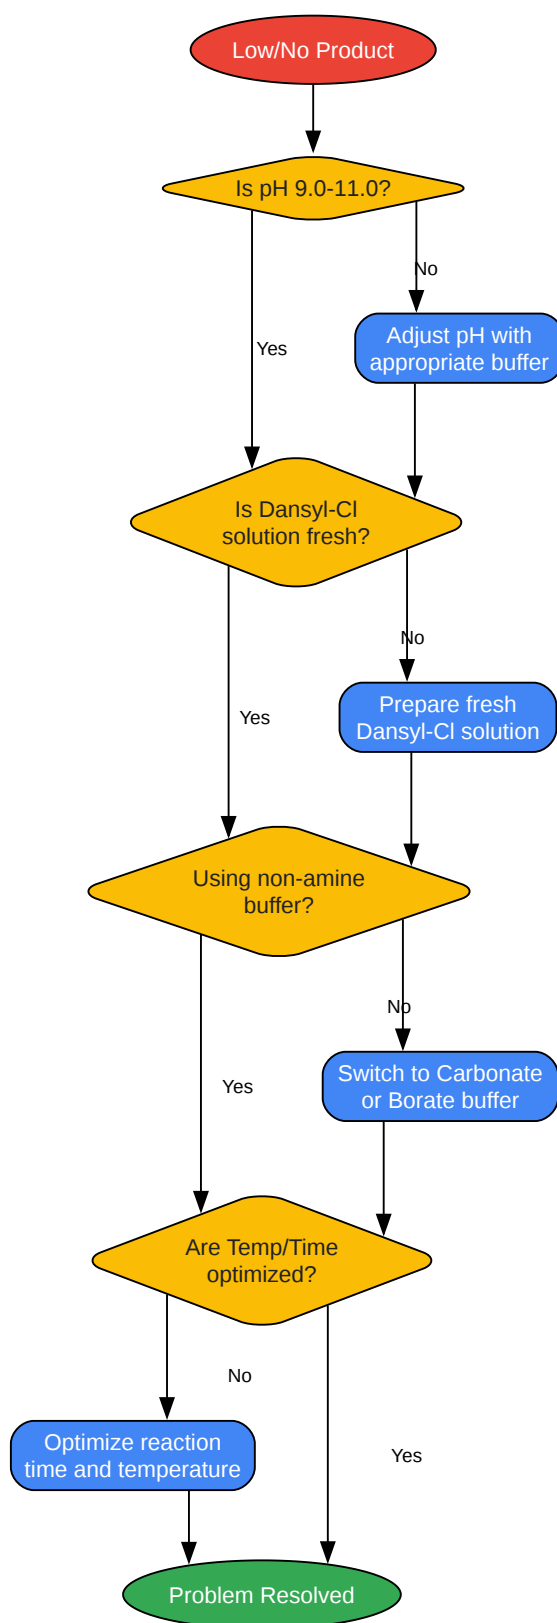 Low/No Product
Is pH 9.0-11.0?
No
Adjust pH with
appropriate buffer
Yes
Is Dansyl-Cl
solution fresh?
No
Prepare fresh
Dansyl-Cl solution
Yes
Using non-amine
buffer?
No
Switch to Carbonate
or Borate buffer
Yes
Are Temp/Time
optimized?
No
Optimize reaction
time and temperature
Yes
Problem Resolved